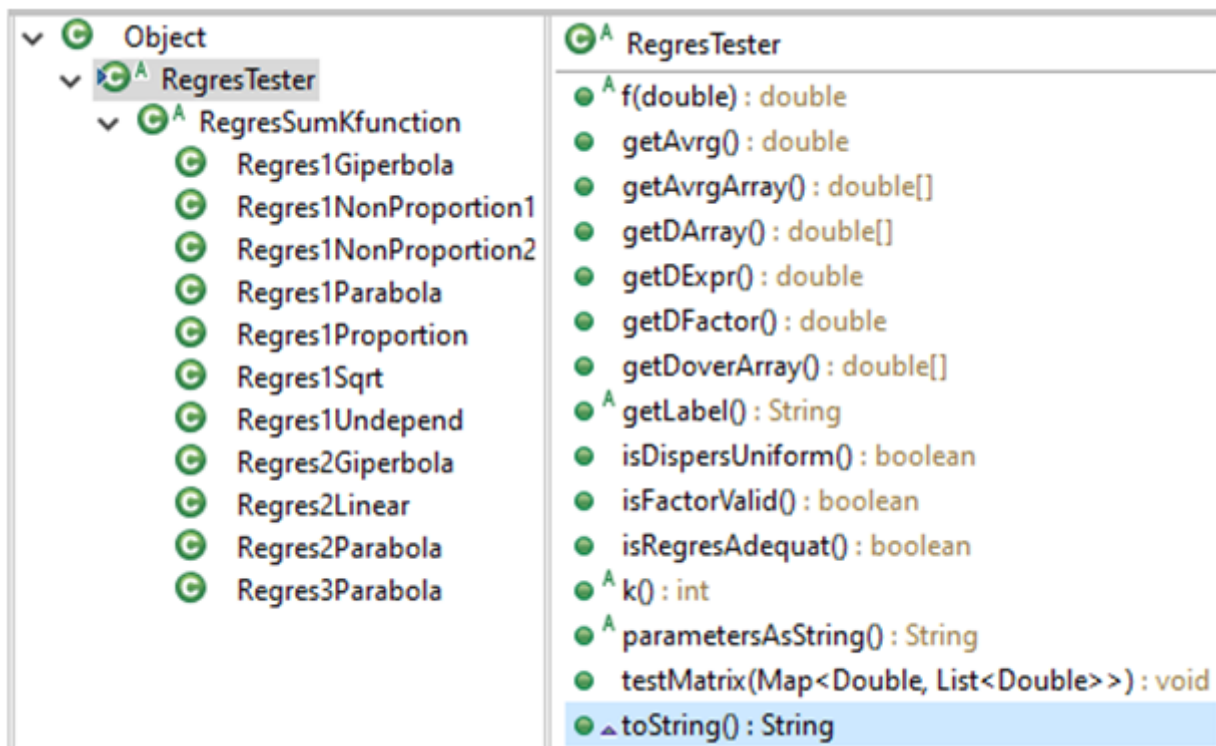 Object
RegresTester
RegresSumKfunction
Regres1Giperbola
Regres1NonProportion1
Regres1NonProportion2
Regres1Parabola
Regres1Proportion
Regres1Sqrt
Regres1Undepend
Regres2Giperbola
Regres2Linear
Regres2Parabola
Regres3Parabola
RegresTester
f(double) : double
getAvrg() : double
getAvrgArray() : double[]
getDArray() : double[]
getDExpr() : double
getDFactor() : double
getDoverArray() : double[]
getLabel() : String
isDispersUniform() : boolean
isFactorValid() : boolean
isRegresAdequat() : boolean
k() : int
parametersAsString() : String
testMatrix(Map<Double, List<Double>>) : void
toString() : String